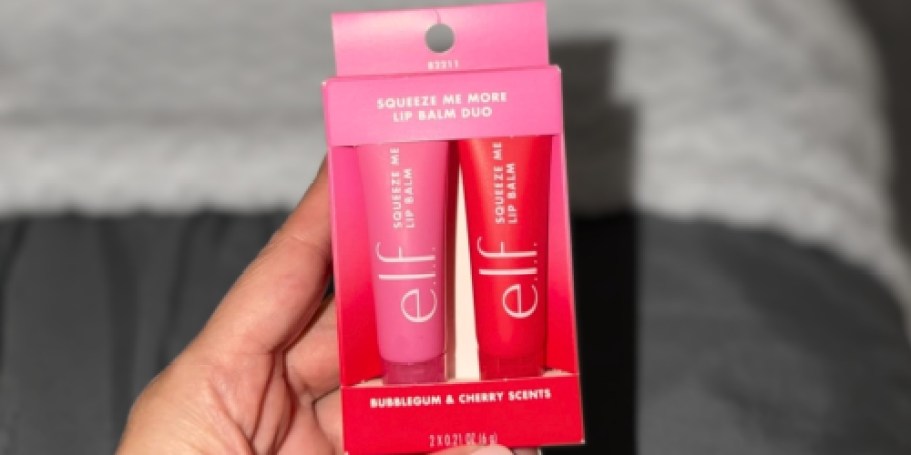 82211
SQUEEZE ME MORE
LIP BALM DUO
SQUEEZE ME
LIP BALM
e.l.f.
SQUEEZE ME
LIP BALM
e.l.f.
BUBBLEGUM & CHERRY SCENTS
2 X 0.21 OZ (6 g)